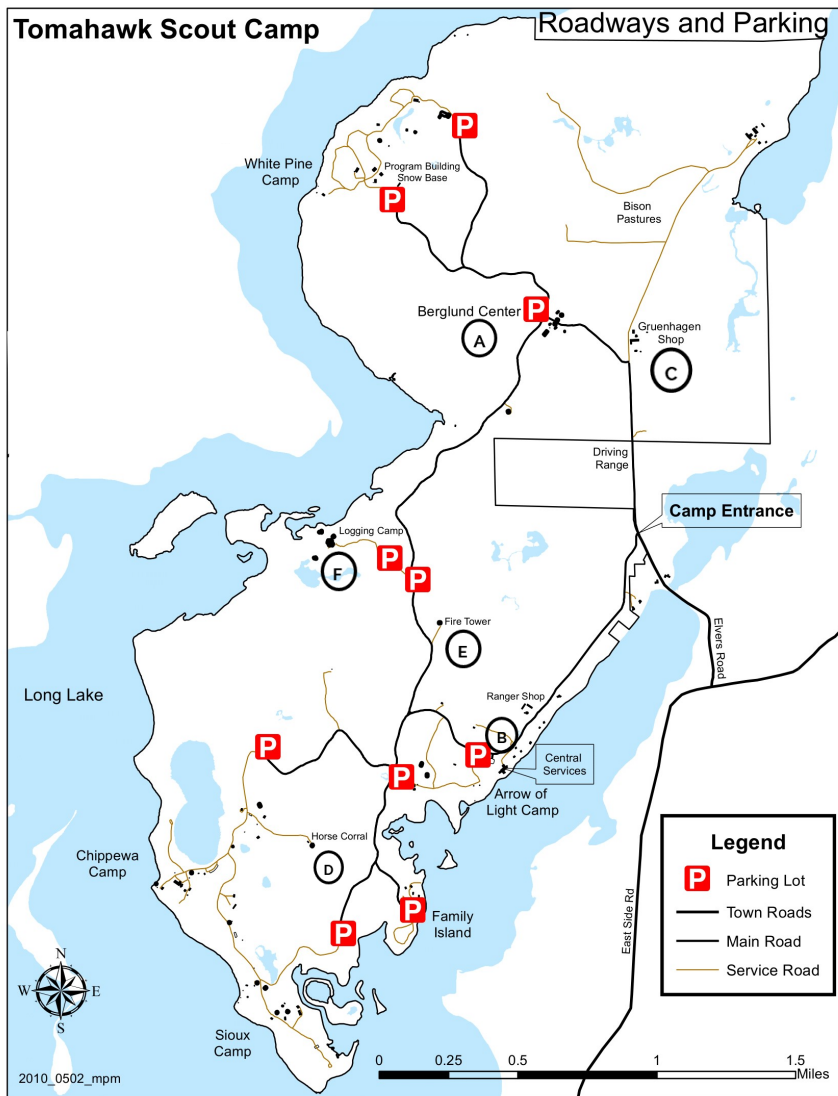 Tomahawk Scout Camp
Roadways and Parking
P
White Pine
Camp
Program Building
Snow Base
P
Bison
Pastures
Berglund Center
P
A
Gruenhagen
Shop
C
Driving
Range
Camp Entrance
Logging Camp
P
P
F
Fire Tower
E
Elvers Road
Long Lake
Ranger Shop
B
P
P
P
Central
Services
Arrow of
Light Camp
Horse Corral
D
Chippewa
Camp
P
Family
Island
P
East Side Rd
Legend
P Parking Lot
Town Roads
Main Road
Service Road
N
W E
S
Sioux
Camp
2010_0502_mpm
0 0.25 0.5 1 1.5
Miles